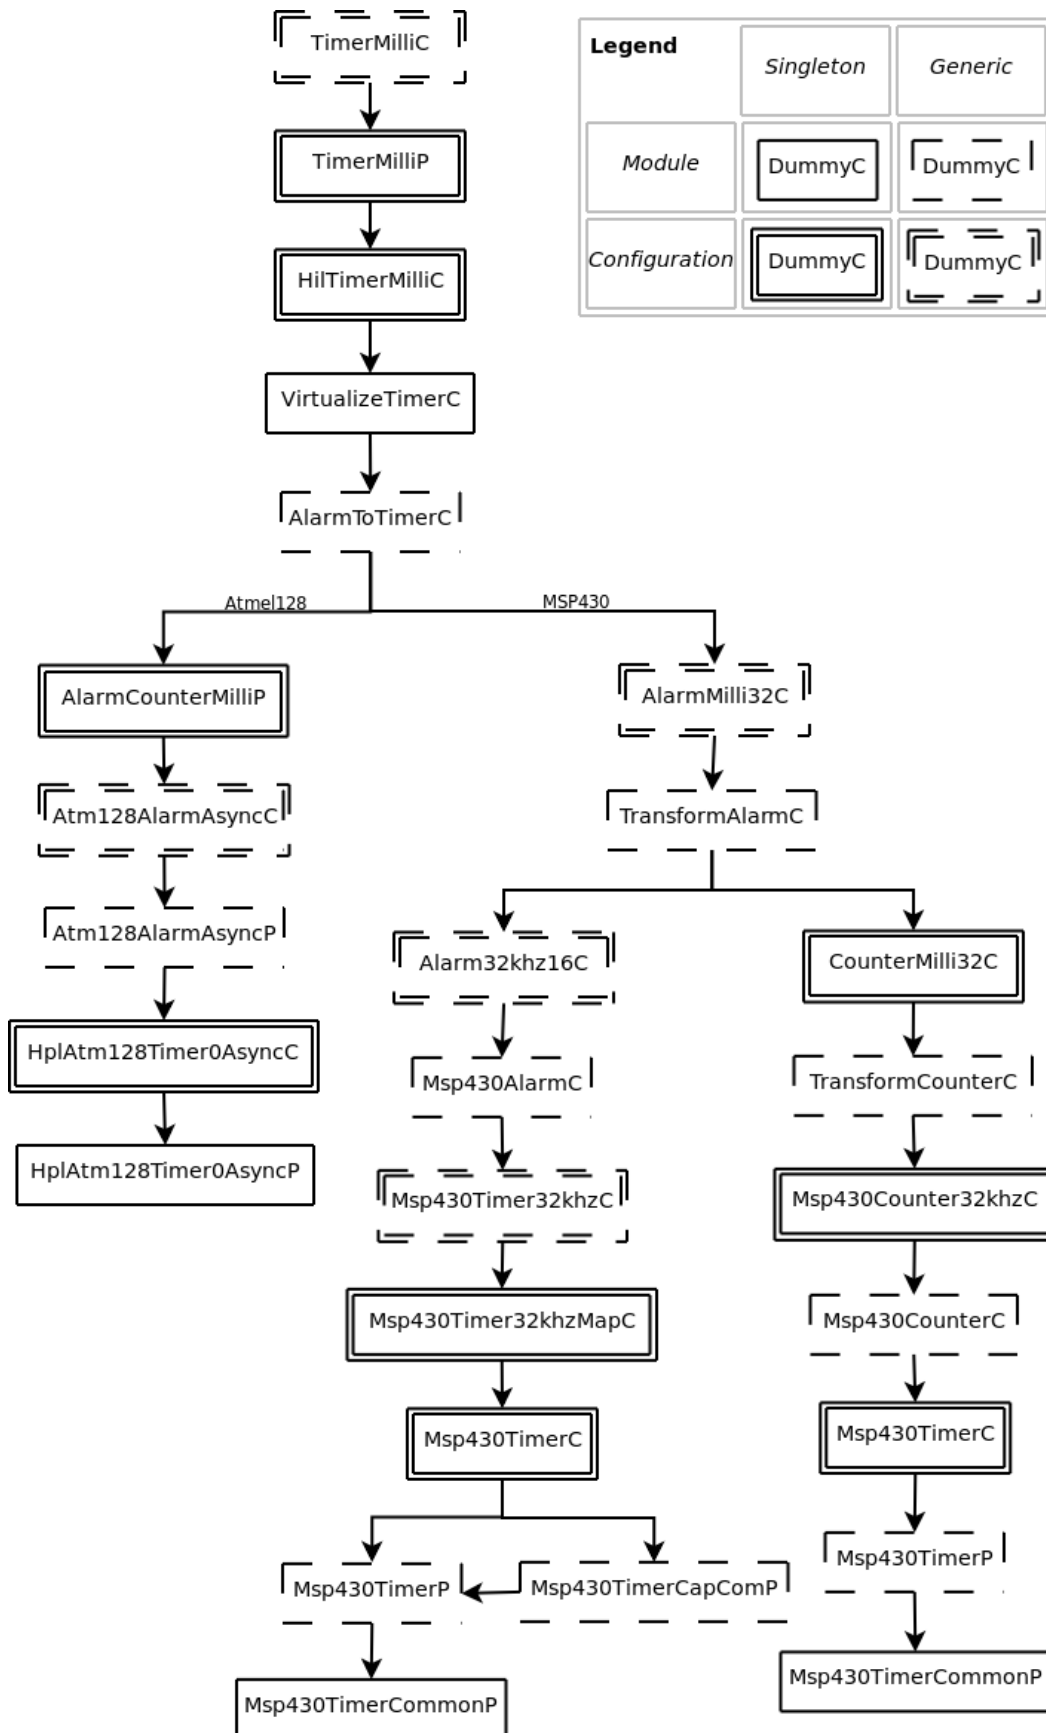 TimerMilliC
Legend
Singleton
Generic
TimerMilliP
Module
DummyC
DummyC
HilTimerMilliC
Configuration
DummyC
DummyC
VirtualizeTimerC
AlarmToTimerC
Atmel128
MSP430
AlarmCounterMilliP
AlarmMilli32C
Atm128AlarmAsyncC
TransformAlarmC
Atm128AlarmAsyncP
Alarm32khz16C
CounterMilli32C
HplAtm128Timer0AsyncC
Msp430AlarmC
TransformCounterC
HplAtm128Timer0AsyncP
Msp430Timer32khzC
Msp430Counter32khzC
Msp430Timer32khzMapC
Msp430CounterC
Msp430TimerC
Msp430TimerC
Msp430TimerP
Msp430TimerCapComP
Msp430TimerP
Msp430TimerCommonP
Msp430TimerCommonP